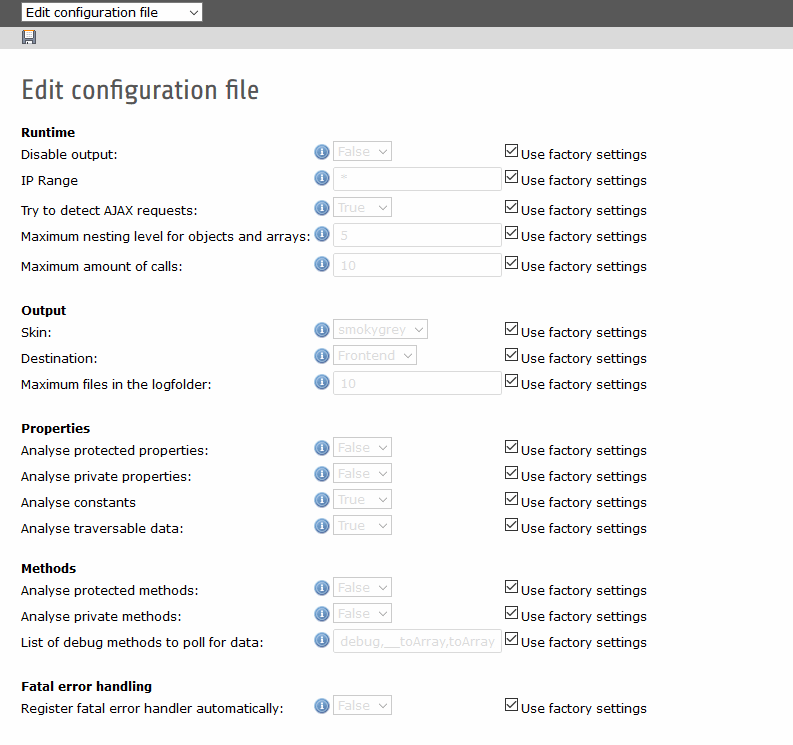 Edit configuration file
Edit configuration file
Runtime
Disable output: False Use factory settings
IP Range * Use factory settings
Try to detect AJAX requests: True Use factory settings
Maximum nesting level for objects and arrays: 5 Use factory settings
Maximum amount of calls: 10 Use factory settings
Output
Skin: smokygrey Use factory settings
Destination: Frontend Use factory settings
Maximum files in the logfolder: 10 Use factory settings
Properties
Analyse protected properties: False Use factory settings
Analyse private properties: False Use factory settings
Analyse constants True Use factory settings
Analyse traversable data: True Use factory settings
Methods
Analyse protected methods: False Use factory settings
Analyse private methods: False Use factory settings
List of debug methods to poll for data: debug,__toArray,toArray Use factory settings
Fatal error handling
Register fatal error handler automatically: False Use factory settings